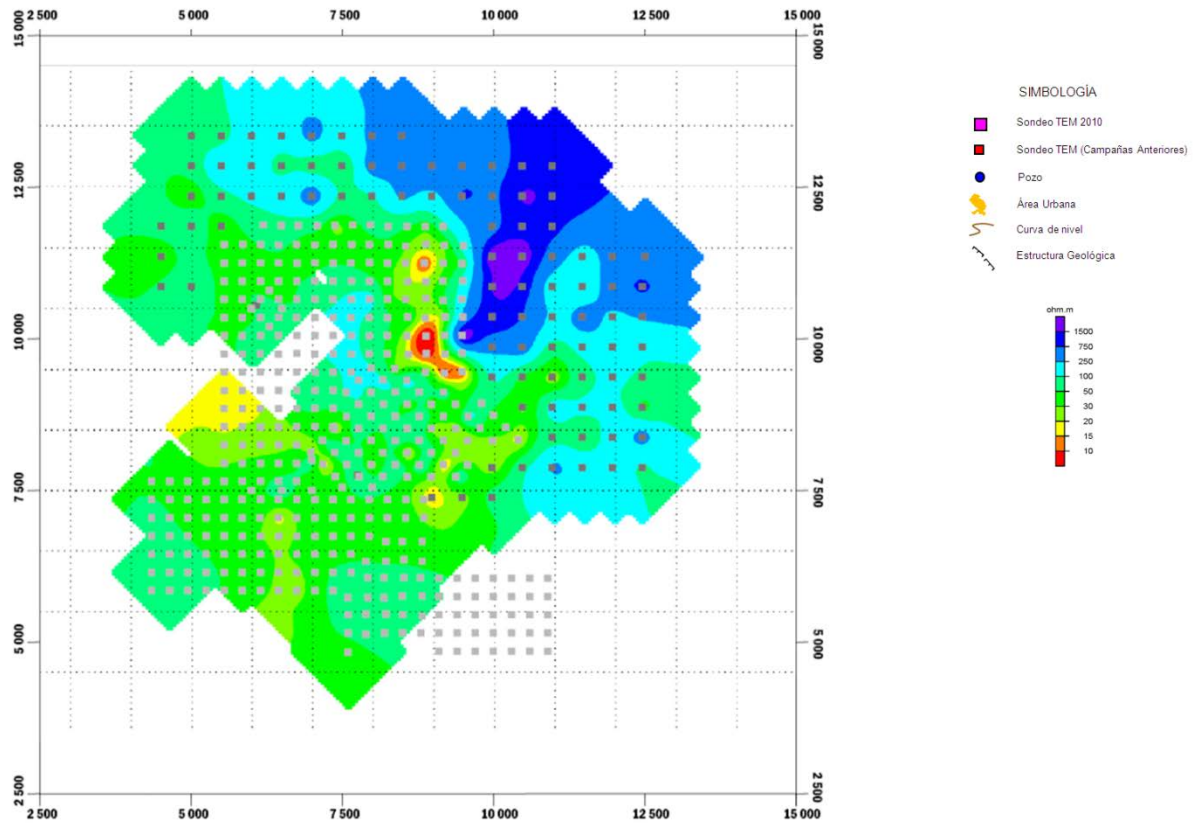 2 500 5 000 7 500 10 000 12 500 15 000
15 000 15 000
12 500 12 500
10 000 10 000
7 500 7 500
5 000 5 000
2 500 2 500
2 500 5 000 7 500 10 000 12 500 15 000
SIMBOLOGÍA
Sondeo TEM 2010
Sondeo TEM (Campañas Anteriores)
Pozo
Área Urbana
Curva de nivel
Estructura Geológica
ohm.m
1500
750
250
100
50
30
20
15
10